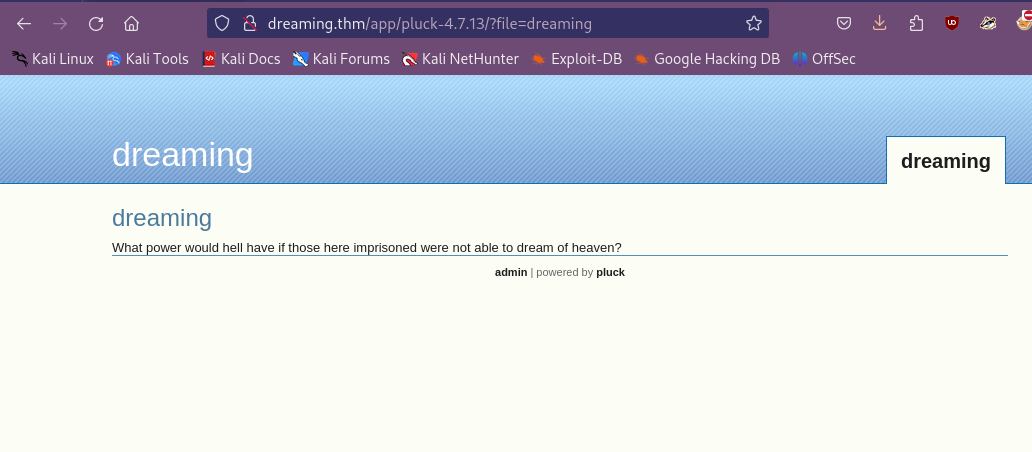 dreaming.thm/app/pluck-4.7.13/?file=dreaming
Kali Linux Kali Tools Kali Docs Kali Forums Kali NetHunter Exploit-DB Google Hacking DB OffSec
dreaming
dreaming
dreaming
What power would hell have if those here imprisoned were not able to dream of heaven?
admin | powered by pluck